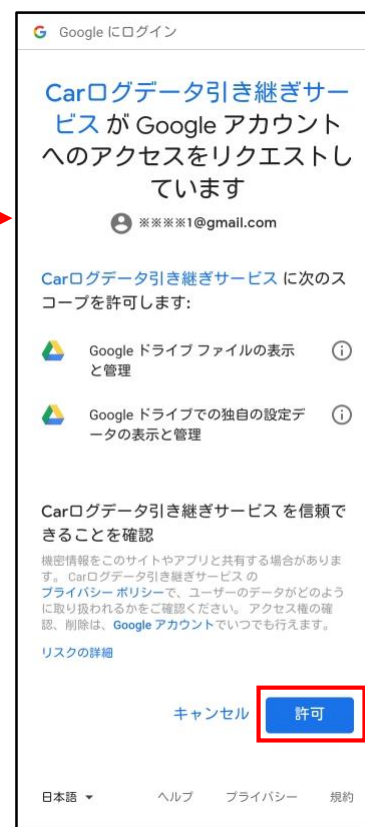 Google にログイン
Carログデータ引き継ぎサー
ビス が Google アカウント
へのアクセスをリクエストし
ています
※※※※1@gmail.com
Carログデータ引き継ぎサービス に次のス
コープを許可します:
Google ドライブ ファイルの表示
と管理
Google ドライブでの独自の設定デ
ータの表示と管理
Carログデータ引き継ぎサービス を信頼で
きることを確認
機密情報をこのサイトやアプリと共有する場合がありま
す。 Carログデータ引き継ぎサービス の
プライバシー ポリシーで、ユーザーのデータがどのよう
に取り扱われるかをご確認ください。 アクセス権の確
認、削除は、Google アカウントでいつでも行えます。
リスクの詳細
キャンセル 許可
日本語 ヘルプ プライバシー 規約